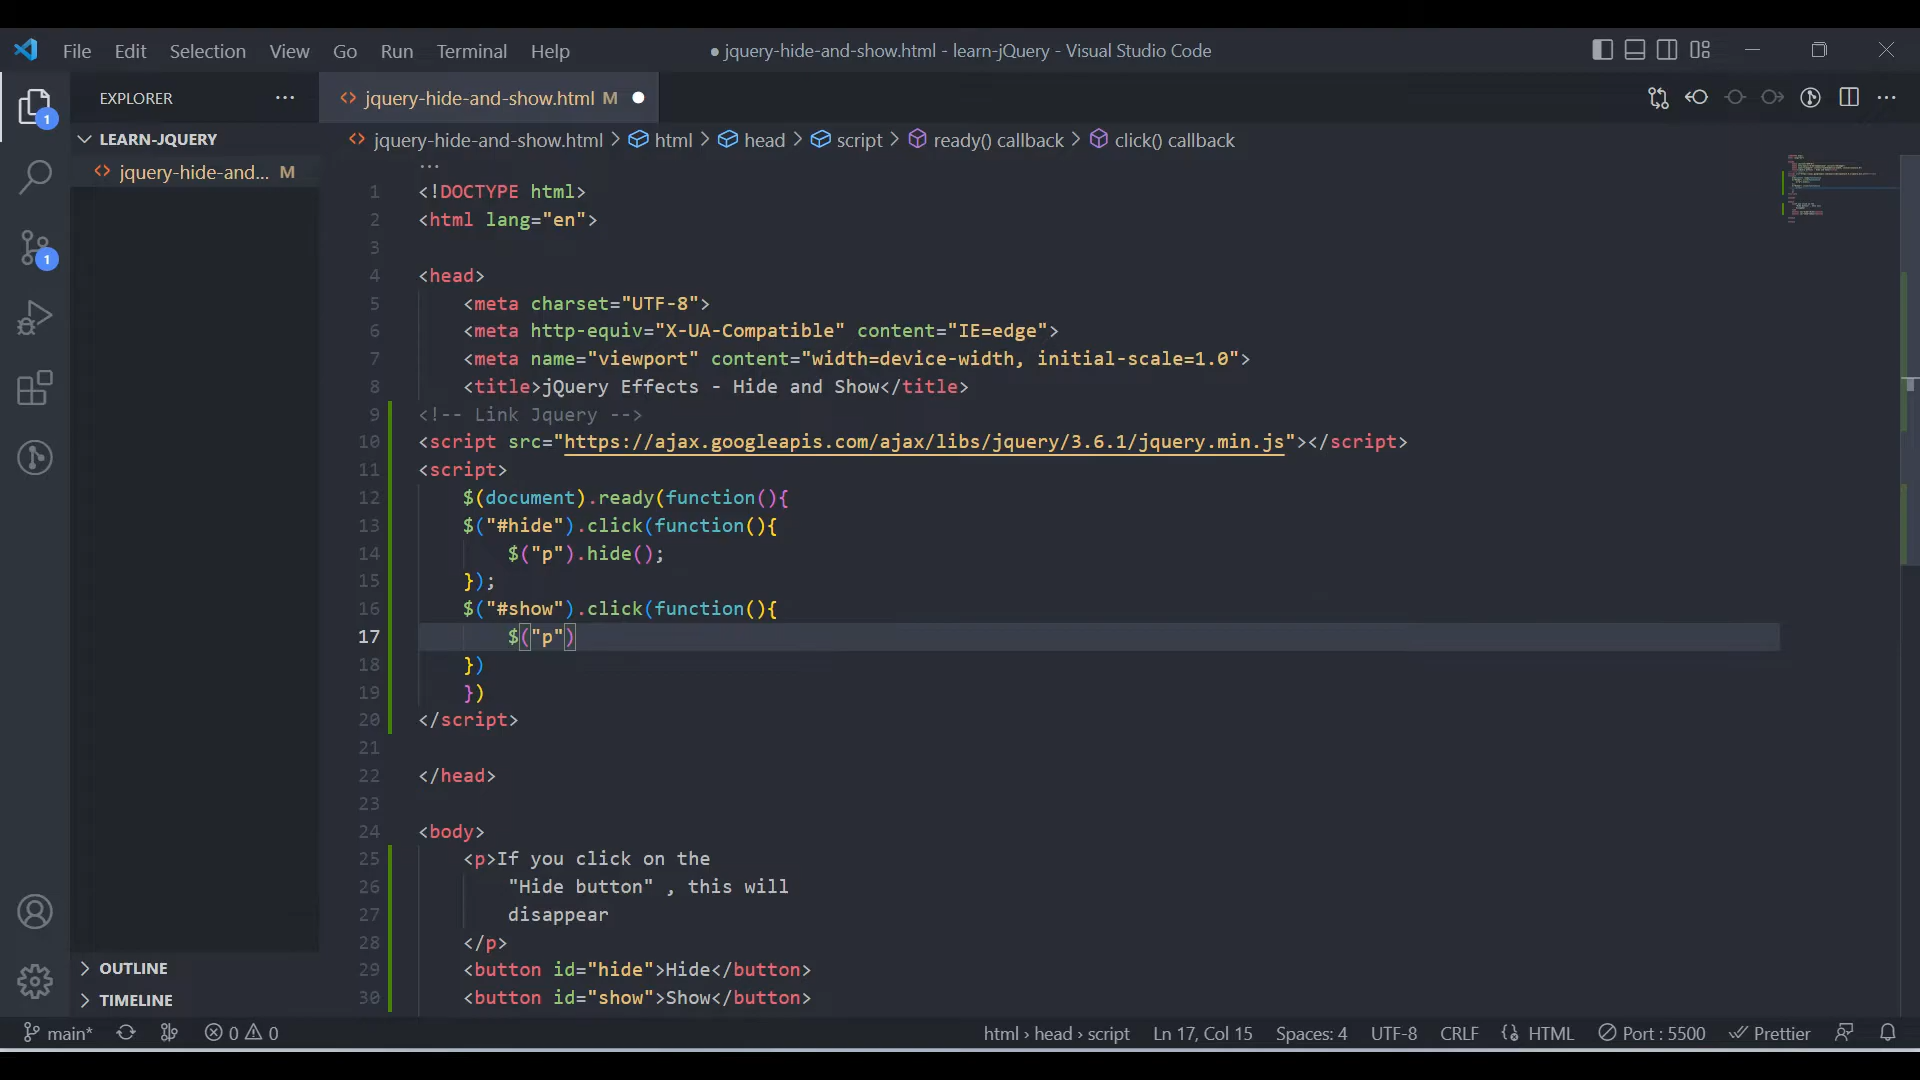 File Edit Selection View Go Run Terminal Help ● jquery-hide-and-show.html - learn-jQuery - Visual Studio Code
EXPLORER ··· <> jquery-hide-and-show.html M ●
LEARN-JQUERY
<> jquery-hide-and... M
<> jquery-hide-and-show.html > html > head > script > ready() callback > click() callback
1
1
···
1 <!DOCTYPE html>
2 <html lang="en">
3
4 <head>
5 <meta charset="UTF-8">
6 <meta http-equiv="X-UA-Compatible" content="IE=edge">
7 <meta name="viewport" content="width=device-width, initial-scale=1.0">
8 <title>jQuery Effects - Hide and Show</title>
9 <!-- Link Jquery -->
10 <script src="https://ajax.googleapis.com/ajax/libs/jquery/3.6.1/jquery.min.js"></script>
11 <script>
12 $(document).ready(function(){
13 $("#hide").click(function(){
14 $("p").hide();
15 });
16 $("#show").click(function(){
17 $("p")
18 })
19 })
20 </script>
21
22 </head>
23
24 <body>
25 <p>If you click on the
26 "Hide button" , this will
27 disappear
28 </p>
29 <button id="hide">Hide</button>
30 <button id="show">Show</button>
OUTLINE
TIMELINE
main* 0 0 html › head › script Ln 17, Col 15 Spaces: 4 UTF-8 CRLF HTML Port : 5500 Prettier